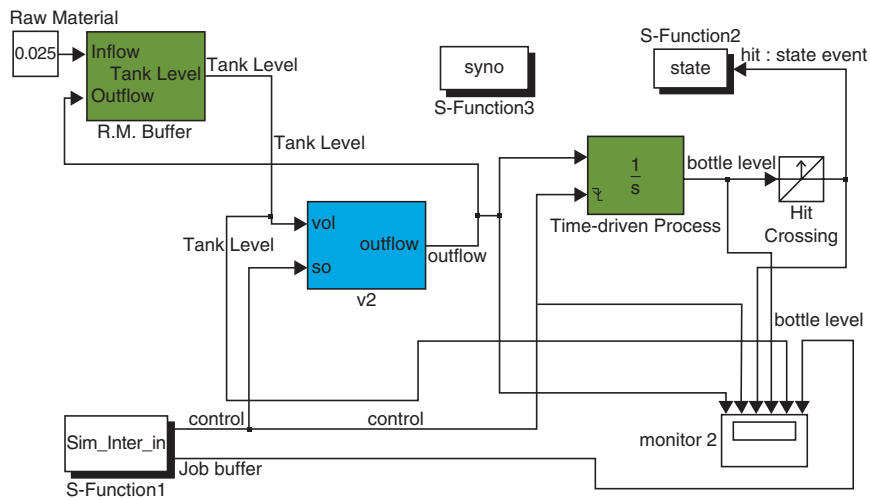 Raw Material
0.025
Inflow
Tank Level
Outflow
R.M. Buffer
Tank Level
Tank Level
Tank Level
syno
S-Function3
S-Function2
state
hit : state event
1
s
Time-driven Process
bottle level
Hit
Crossing
vol
outflow
so
v2
outflow
bottle level
control
control
Sim_Inter_in
Job buffer
S-Function1
monitor 2